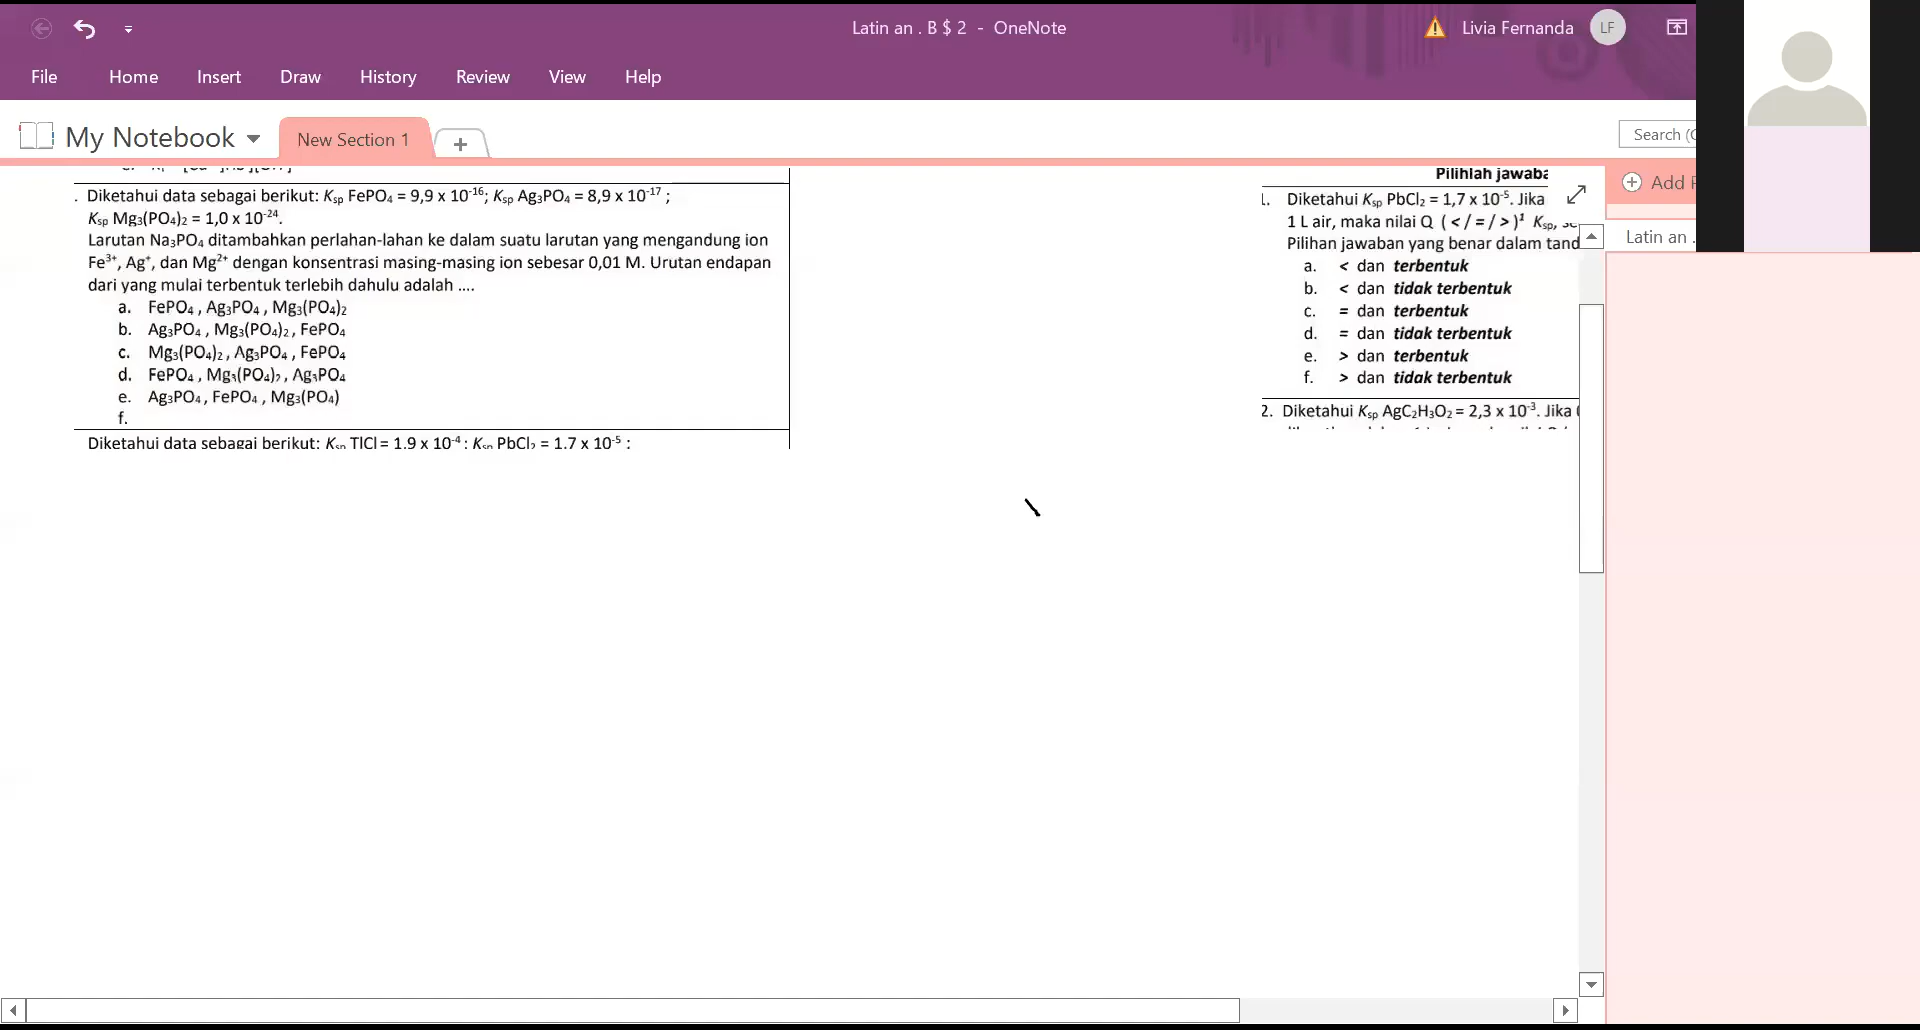 Latin an . B $ 2 - OneNote
Livia Fernanda
LF
File
Home
Insert
Draw
History
Review
View
Help
My Notebook
New Section 1
+
Search (
Add
Latin an .
. Diketahui data sebagai berikut: Ksp FePO₄ = 9,9 x 10⁻¹⁶; Ksp Ag₃PO₄ = 8,9 x 10⁻¹⁷ ;
Ksp Mg₃(PO₄)₂ = 1,0 x 10⁻²⁴.
Larutan Na₃PO₄ ditambahkan perlahan-lahan ke dalam suatu larutan yang mengandung ion
Fe³⁺, Ag⁺, dan Mg²⁺ dengan konsentrasi masing-masing ion sebesar 0,01 M. Urutan endapan
dari yang mulai terbentuk terlebih dahulu adalah ....
a. FePO₄ , Ag₃PO₄ , Mg₃(PO₄)₂
b. Ag₃PO₄ , Mg₃(PO₄)₂ , FePO₄
c. Mg₃(PO₄)₂ , Ag₃PO₄ , FePO₄
d. FePO₄ , Mg₃(PO₄)₂ , Ag₃PO₄
e. Ag₃PO₄ , FePO₄ , Mg₃(PO₄)
f.
Diketahui data sebagai berikut: Ksp TlCl = 1,9 x 10⁻⁴ ; Ksp PbCl₂ = 1,7 x 10⁻⁵ ;
Pilihlah jawaba
1. Diketahui Ksp PbCl₂ = 1,7 x 10⁻⁵. Jika
1 L air, maka nilai Q ( < / = / > )¹ Ksp,
Pilihan jawaban yang benar dalam tand
a. < dan terbentuk
b. < dan tidak terbentuk
c. = dan terbentuk
d. = dan tidak terbentuk
e. > dan terbentuk
f. > dan tidak terbentuk
2. Diketahui Ksp AgC₂H₃O₂ = 2,3 x 10⁻³. Jika